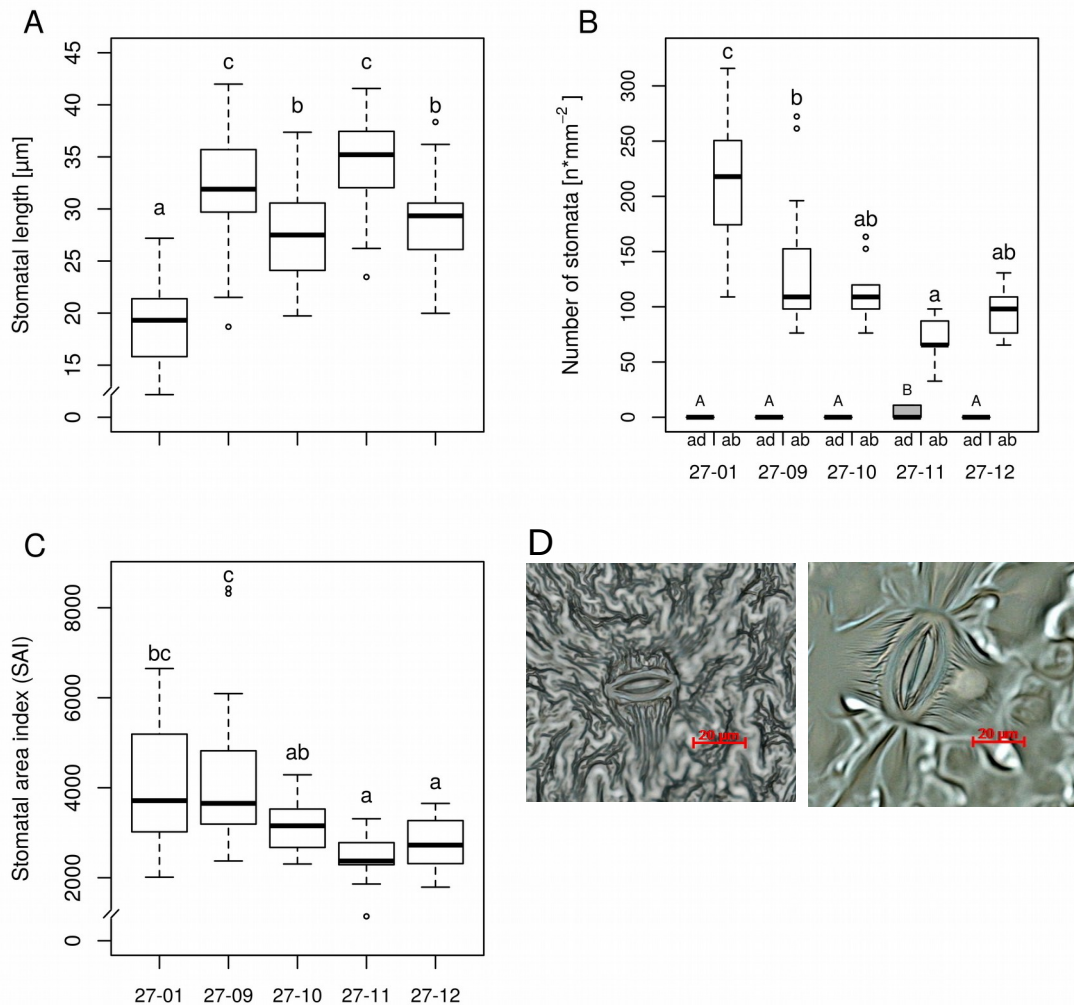 A
Stomatal length [µm]
45
40
35
30
25
20
15
0
a
c
b
c
b
B
Number of stomata [n*mm⁻² ]
300
250
200
150
100
50
0
c
b
ab
a
ab
A
A
A
B
A
ad I ab ad I ab ad I ab ad I ab ad I ab
27-01 27-09 27-10 27-11 27-12
C
Stomatal area index (SAI)
8000
6000
4000
2000
0
bc
c
ab
a
a
27-01 27-09 27-10 27-11 27-12
D
20 µm
20 µm